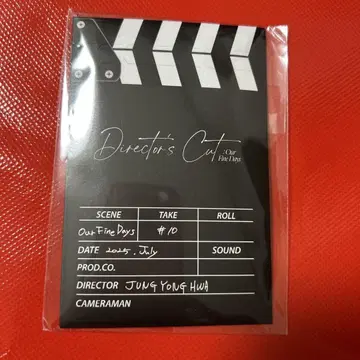 Director's Cut : Our Fine Days
SCENE TAKE ROLL
Our Fine Days #10
DATE 2025. July SOUND
PROD.CO.
DIRECTOR JUNG YONG HWA
CAMERAMAN